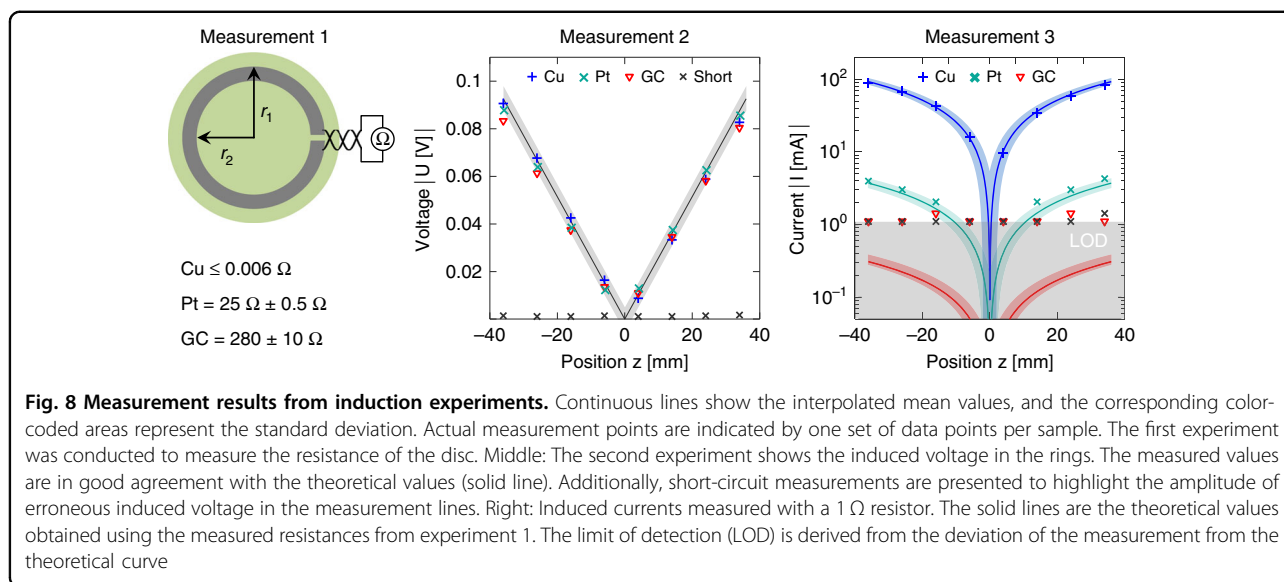 Measurement 1
r1
r2
Ω
Cu ≤ 0.006 Ω
Pt = 25 Ω ± 0.5 Ω
GC = 280 ± 10 Ω
Measurement 2
Cu Pt GC Short
Voltage | U [V] |
0.1
0.08
0.06
0.04
0.02
−40 −20 0 20 40
Position z [mm]
Measurement 3
Cu Pt GC
Current | I [mA] |
10²
10¹
10⁰
10⁻¹
LOD
−40 −20 0 20 40
Position z [mm]
Fig. 8 Measurement results from induction experiments. Continuous lines show the interpolated mean values, and the corresponding color-
coded areas represent the standard deviation. Actual measurement points are indicated by one set of data points per sample. The first experiment
was conducted to measure the resistance of the disc. Middle: The second experiment shows the induced voltage in the rings. The measured values
are in good agreement with the theoretical values (solid line). Additionally, short-circuit measurements are presented to highlight the amplitude of
erroneous induced voltage in the measurement lines. Right: Induced currents measured with a 1 Ω resistor. The solid lines are the theoretical values
obtained using the measured resistances from experiment 1. The limit of detection (LOD) is derived from the deviation of the measurement from the
theoretical curve